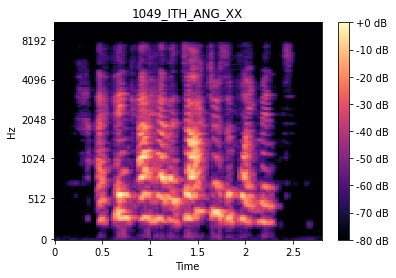 1049_ITH_ANG_XX
Hz
8192
4096
2048
1024
512
0
0
0.5
1
1.5
2
2.5
Time
+0 dB
-10 dB
-20 dB
-30 dB
-40 dB
-50 dB
-60 dB
-70 dB
-80 dB